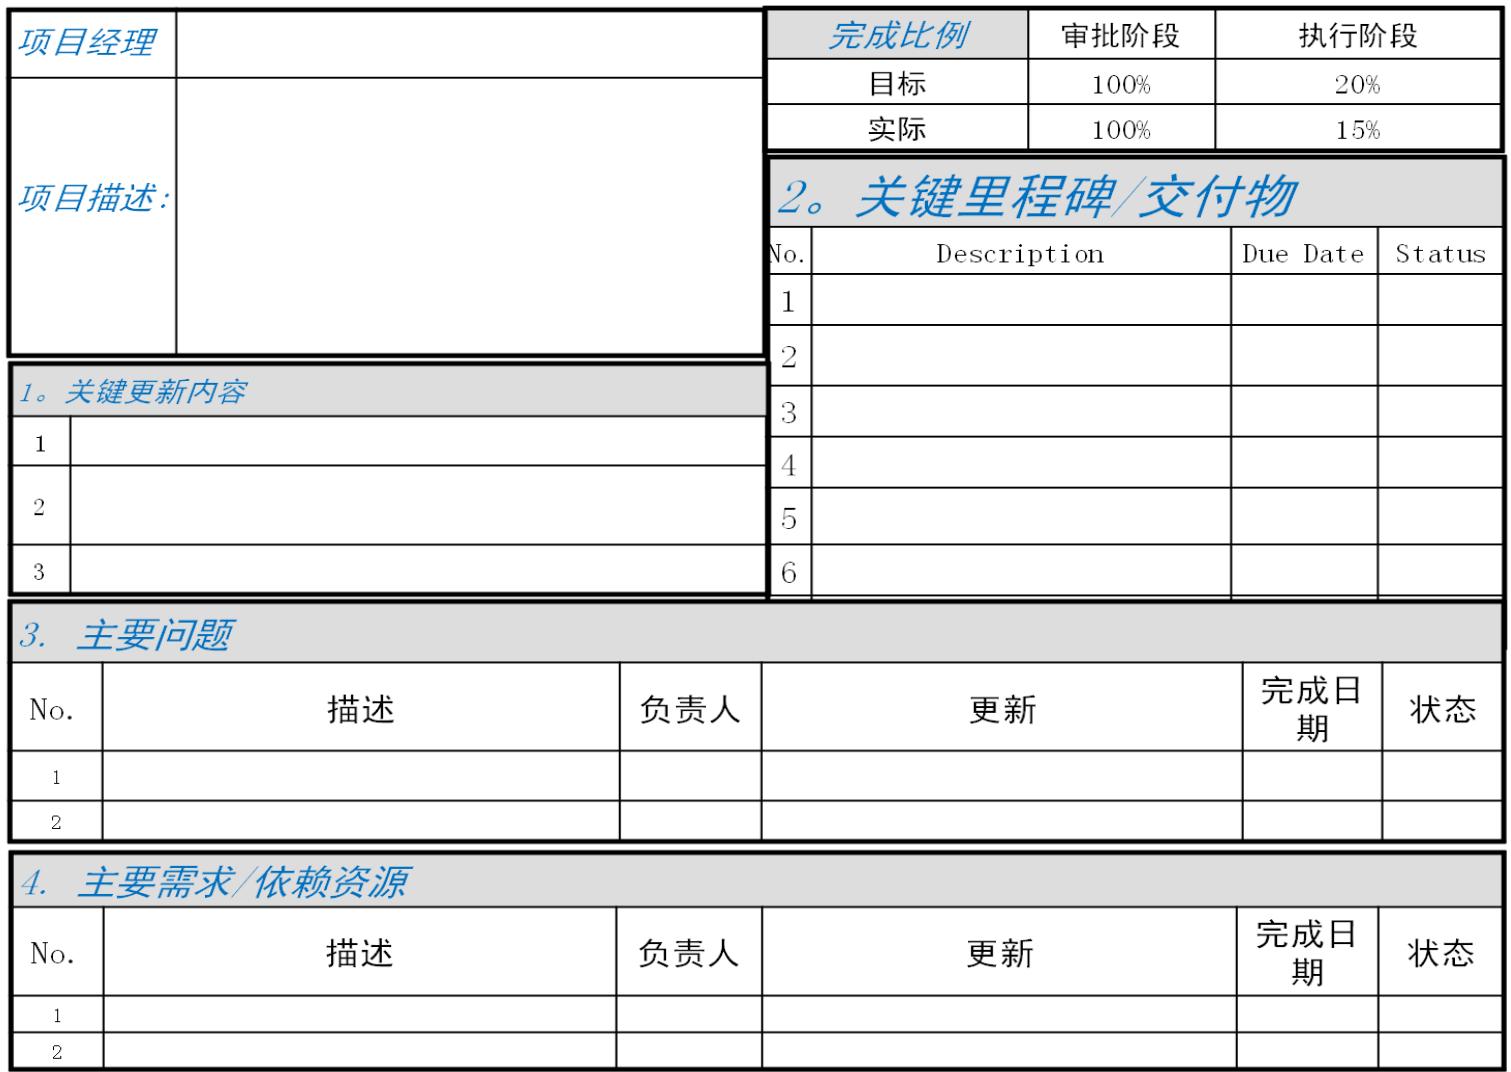 项目经理
项目描述:
完成比例 审批阶段 执行阶段
目标 100% 20%
实际 100% 15%
1。关键更新内容
1
2
3
2。关键里程碑/交付物
No. Description Due Date Status
1
2
3
4
5
6
3. 主要问题
No. 描述 负责人 更新 完成日期 状态
1
2
4. 主要需求/依赖资源
No. 描述 负责人 更新 完成日期 状态
1
2